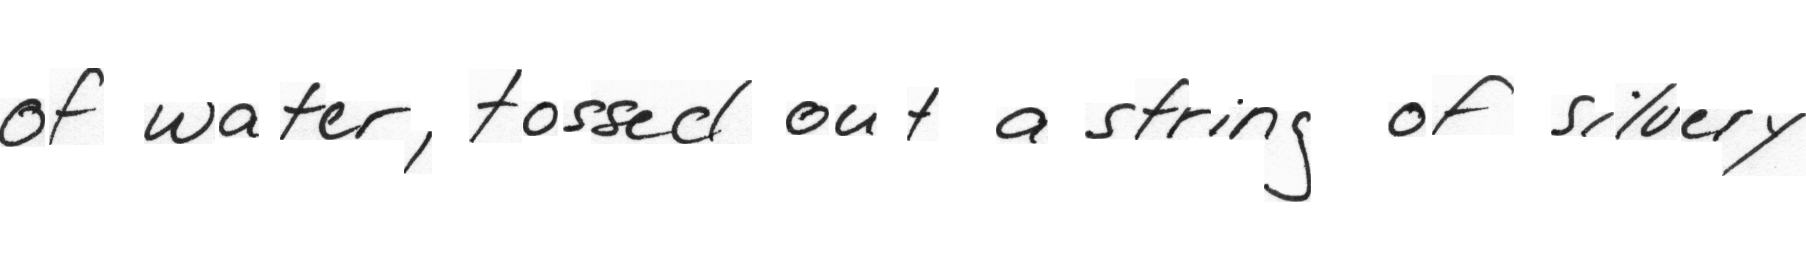 of water, tossed out a string of silvery